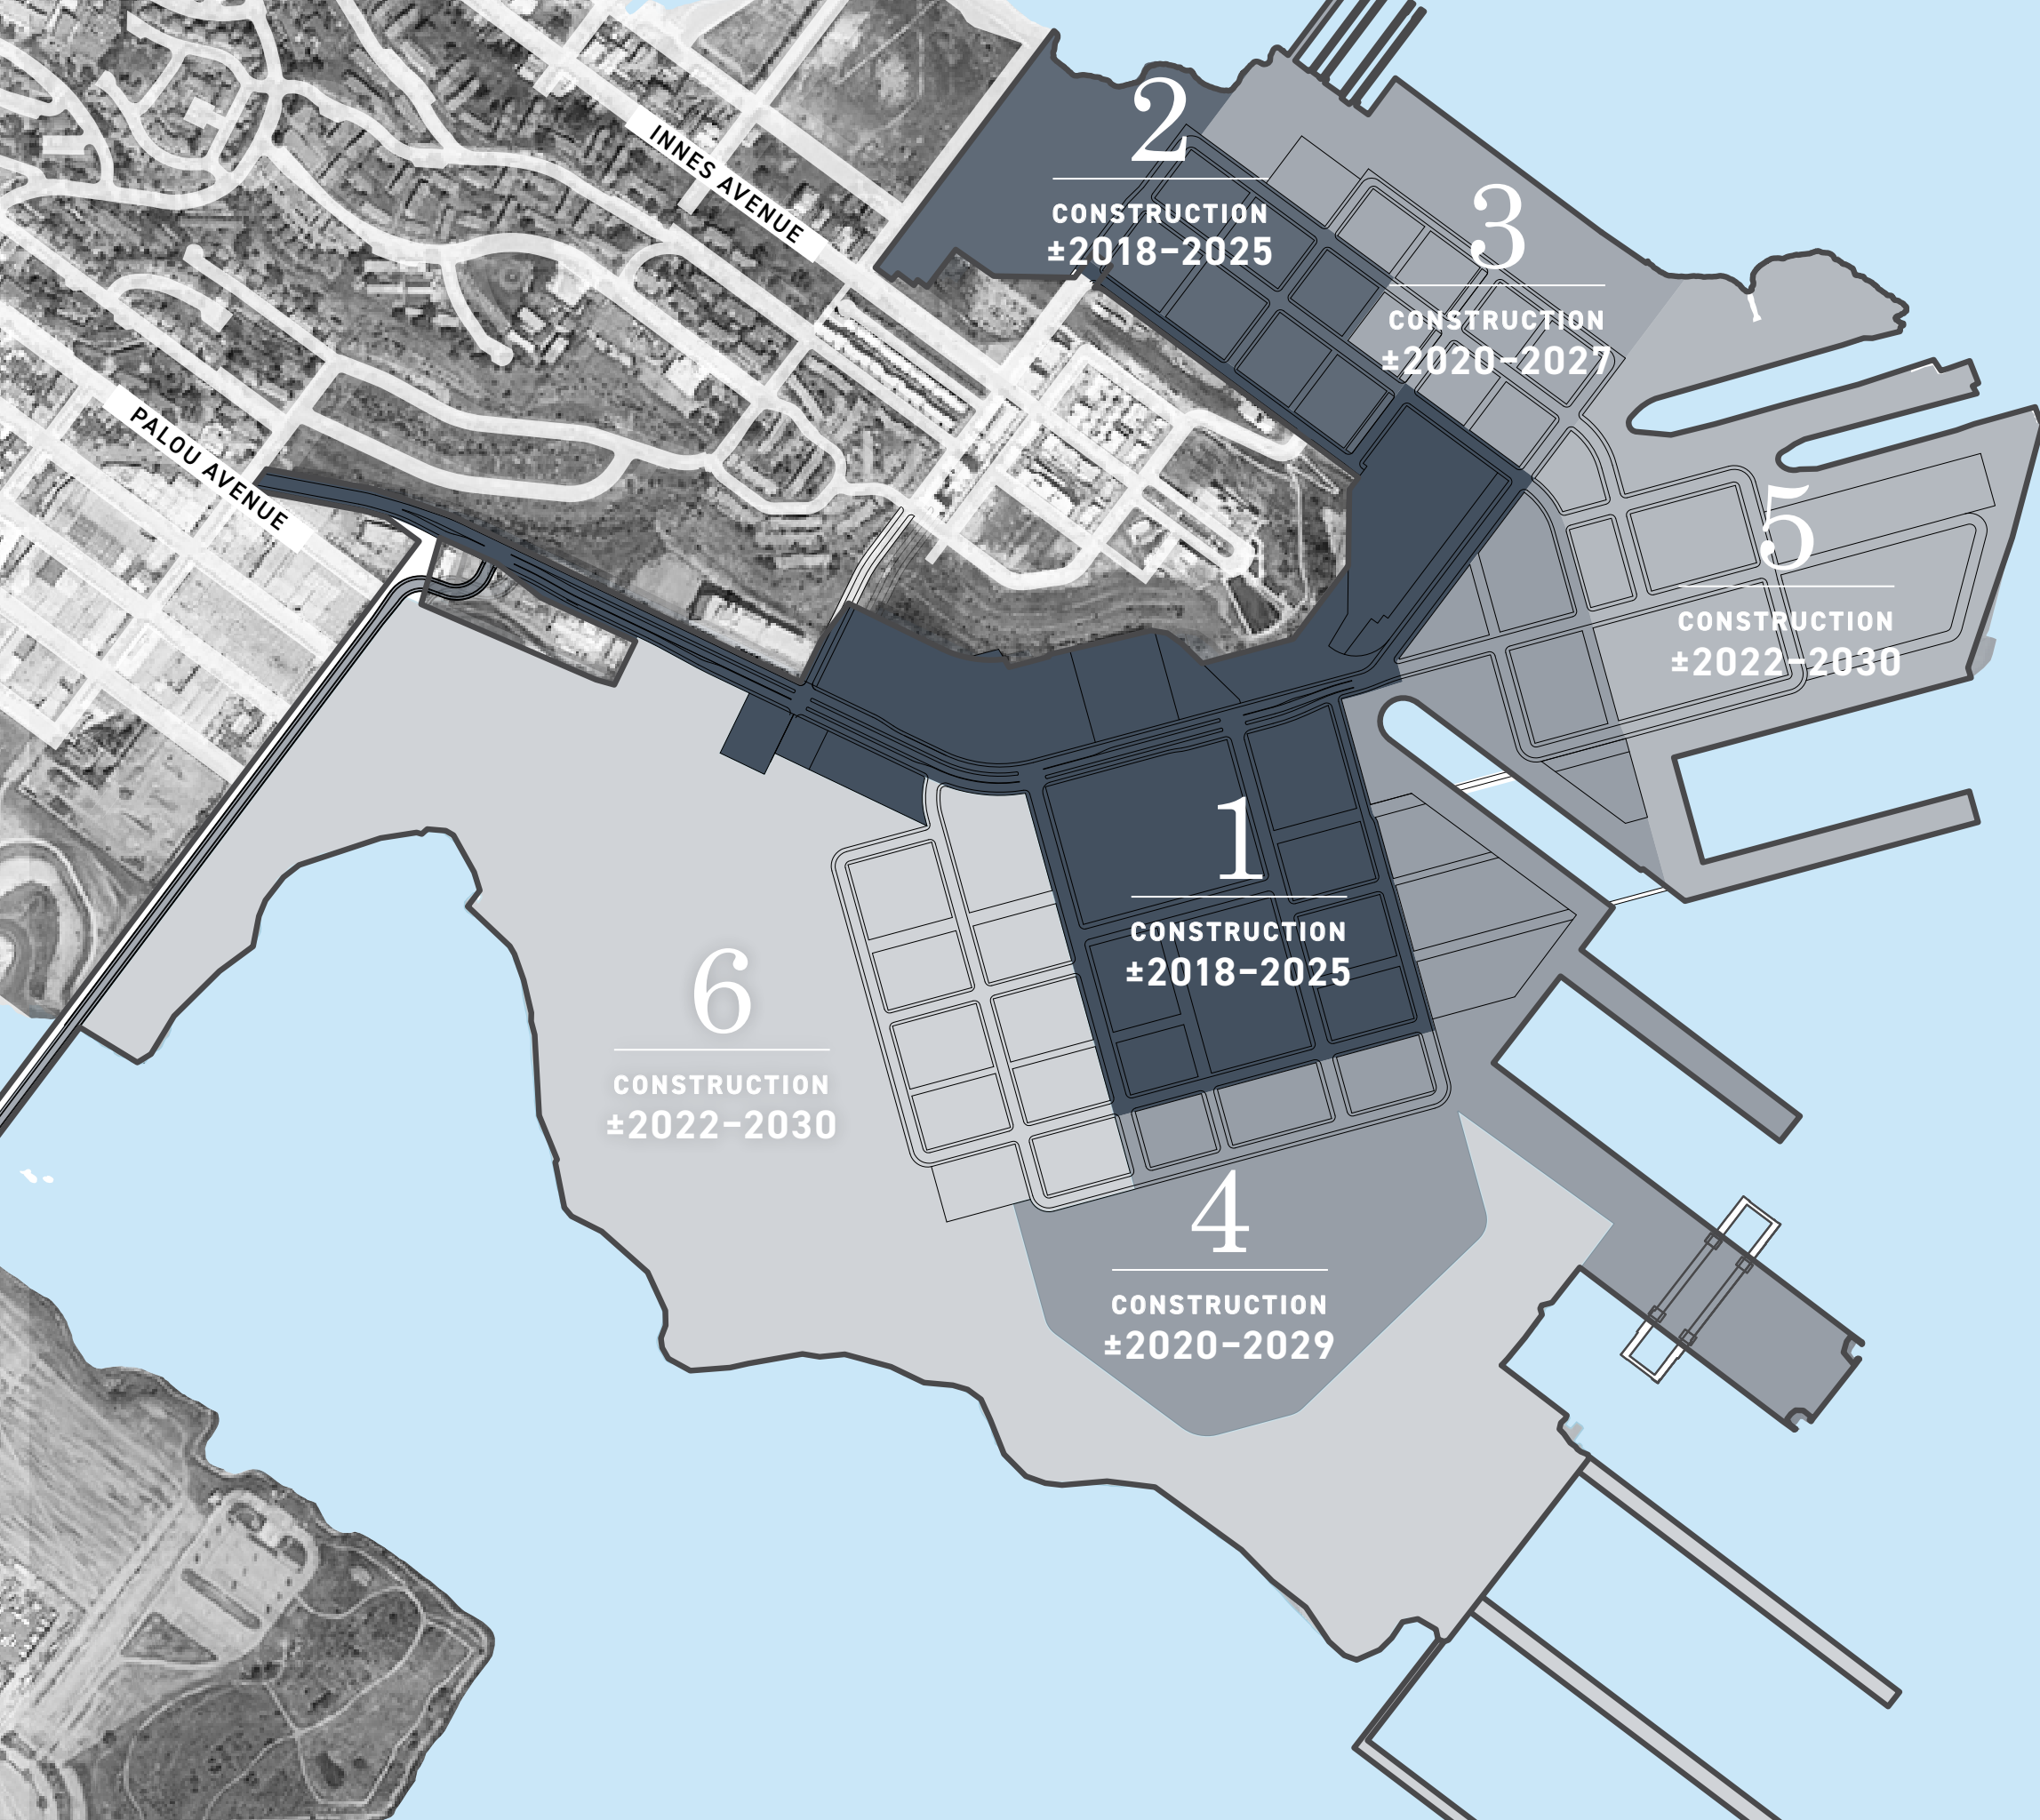 INNES AVENUE
PALOU AVENUE
2
CONSTRUCTION
±2018–2025
3
CONSTRUCTION
±2020–2027
5
CONSTRUCTION
±2022–2030
1
CONSTRUCTION
±2018–2025
6
CONSTRUCTION
±2022–2030
4
CONSTRUCTION
±2020–2029